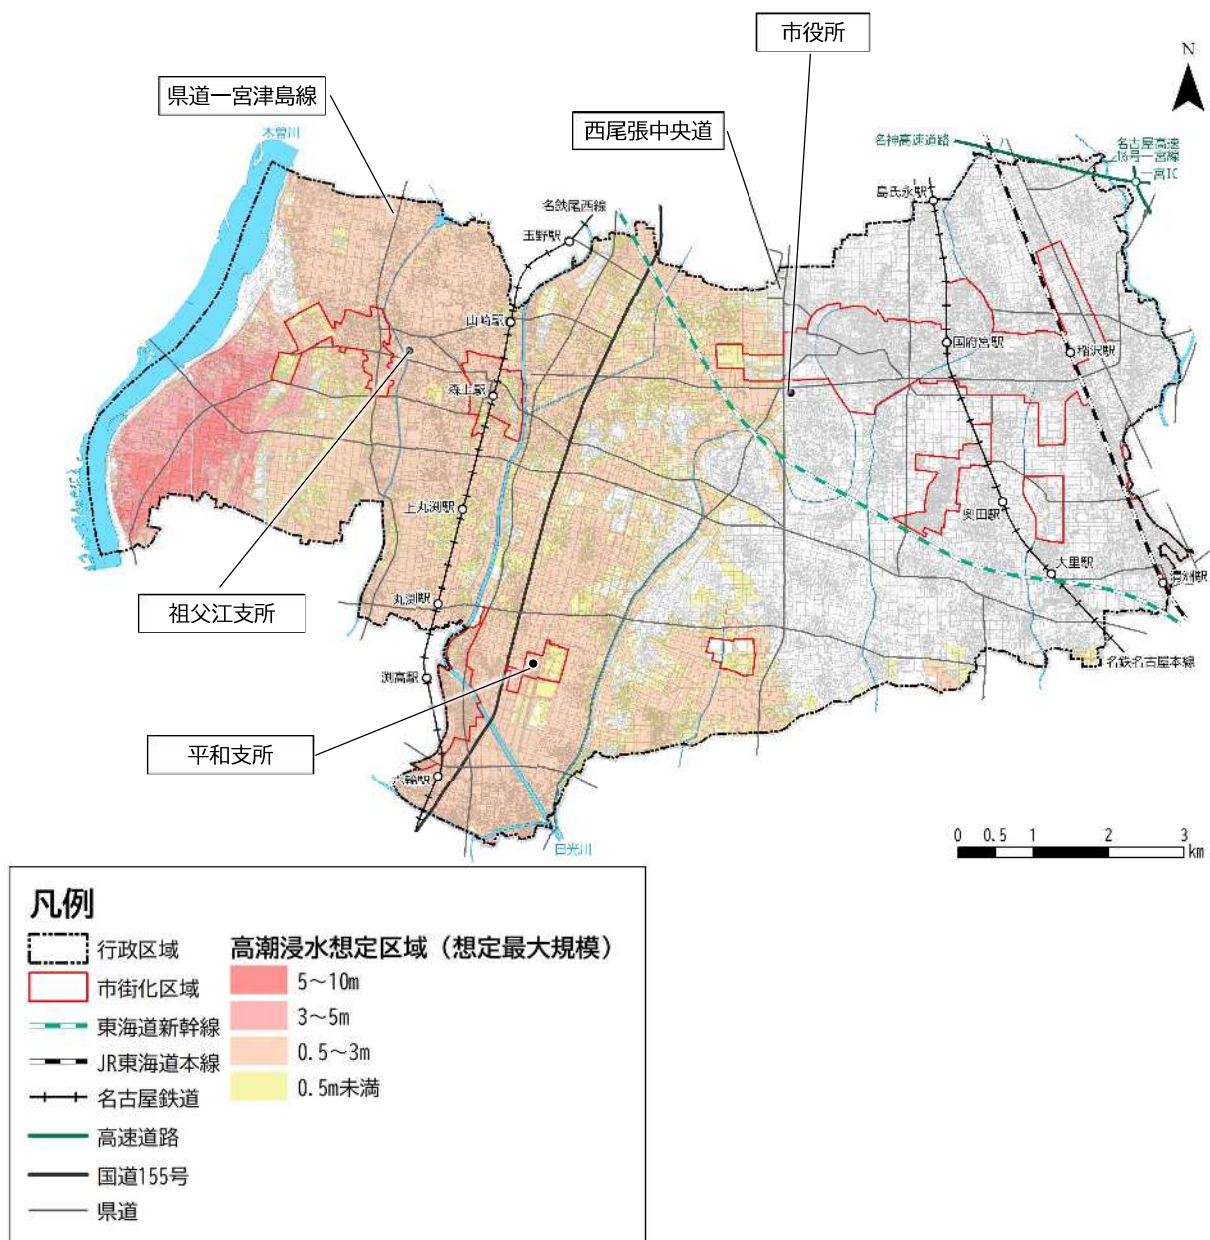 市役所
N
県道一宮津島線
西尾張中央道
木曽川
名神高速道路
名古屋高速
16号一宮線
一宮IC
島氏永駅
名鉄尾西線
玉野駅
山崎駅
国府宮駅
稲沢駅
森上駅
上丸渕駅
奥田駅
大里駅
清洲駅
丸渕駅
祖父江支所
名鉄名古屋本線
渕高駅
平和支所
六輪駅
日光川
0 0.5 1 2 3
km
凡例
行政区域
高潮浸水想定区域（想定最大規模）
市街化区域
5～10m
東海道新幹線
3～5m
JR東海道本線
0.5～3m
名古屋鉄道
0.5m未満
高速道路
国道155号
県道